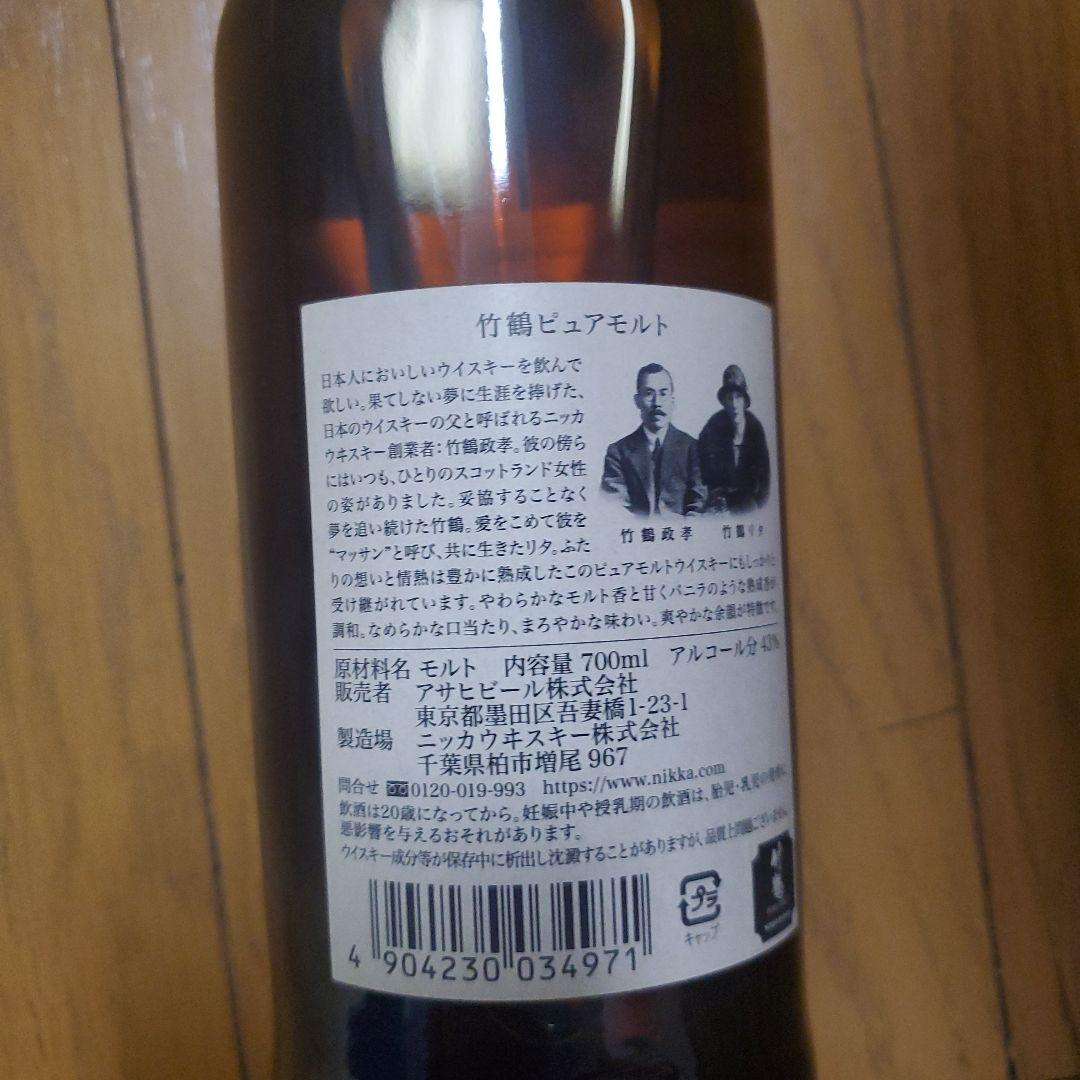 竹鶴ピュアモルト
日本人においしいウイスキーを飲んで
欲しい。果てしない夢に生涯を捧げた、
日本のウイスキーの父と呼ばれるニッカ
ウヰスキー創業者：竹鶴政孝。彼の傍ら
にはいつも、ひとりのスコットランド女性
の姿がありました。妥協することなく
夢を追い続けた竹鶴。愛をこめて彼を
“マッサン”と呼び、共に生きたリタ。ふた
りの想いと情熱は豊かに熟成したこのピュアモルトウイスキーにもしっかりと
受け継がれています。やわらかなモルト香と甘くバニラのような熟成香が
調和。なめらかな口当たり、まろやかな味わい。爽やかな余韻が特徴です。
竹鶴政孝 竹鶴リタ
原材料名 モルト 内容量 700ml アルコール分 43%
販売者 アサヒビール株式会社
東京都墨田区吾妻橋1-23-1
製造場 ニッカウヰスキー株式会社
千葉県柏市増尾 967
問合せ 0120-019-993 https://www.nikka.com
飲酒は20歳になってから。妊娠中や授乳期の飲酒は、胎児・乳児の発育に
悪影響を与えるおそれがあります。
ウイスキー成分等が保存中に析出し沈澱することがありますが、品質上問題ございません。
プラ
キャップ
竹鶴
4 904230 034971